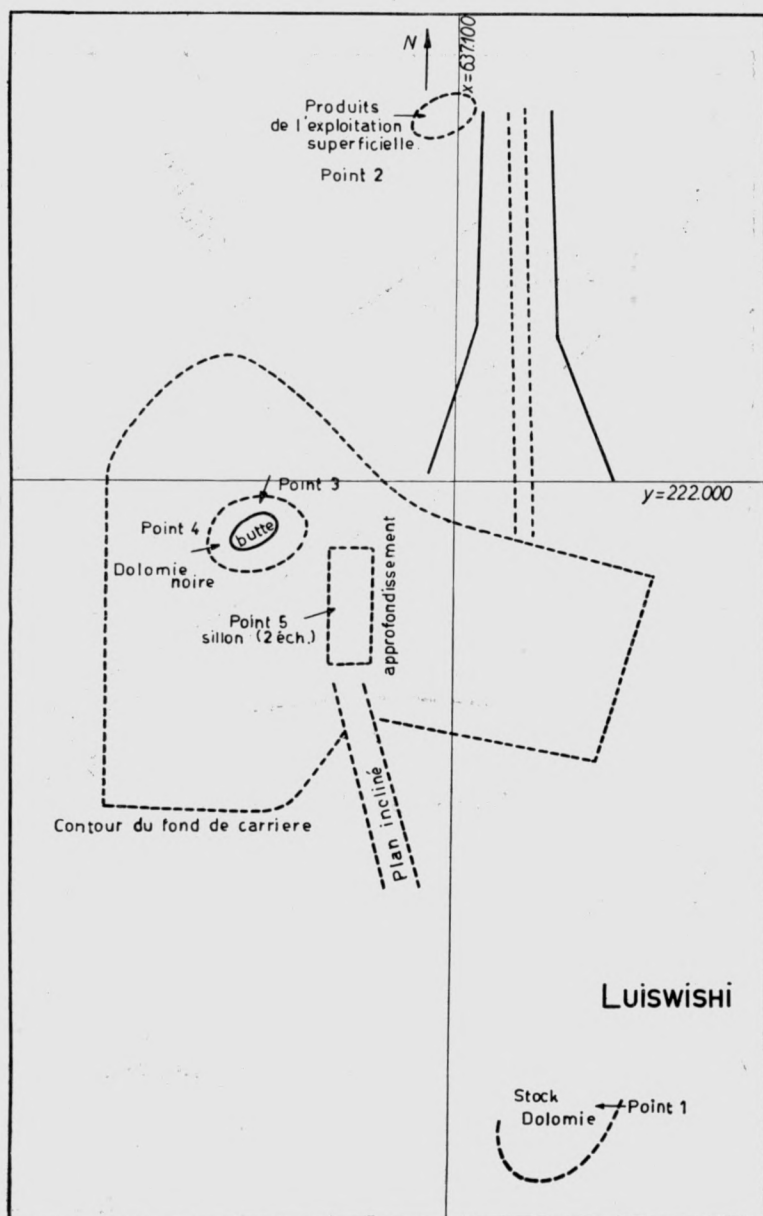 N
x=637.100
Produits
de l'exploitation
superficielle.
Point 2
y=222.000
Point 3
Point 4
butte
Dolomie
noire
approfondissement
Point 5
sillon (2 éch.)
Plan incliné
Contour du fond de carriere
Luiswishi
Stock
Dolomie
Point 1